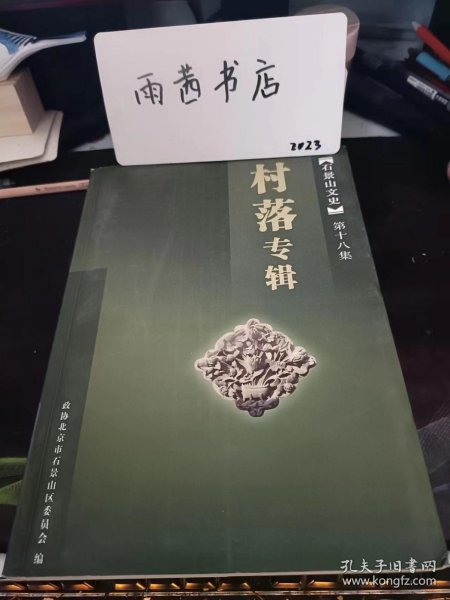 雨茜书店
2023
【石景山文史】 第十八集
村落专辑
政协北京市石景山区委员会 编
孔夫子旧书网
www.kongfz.com